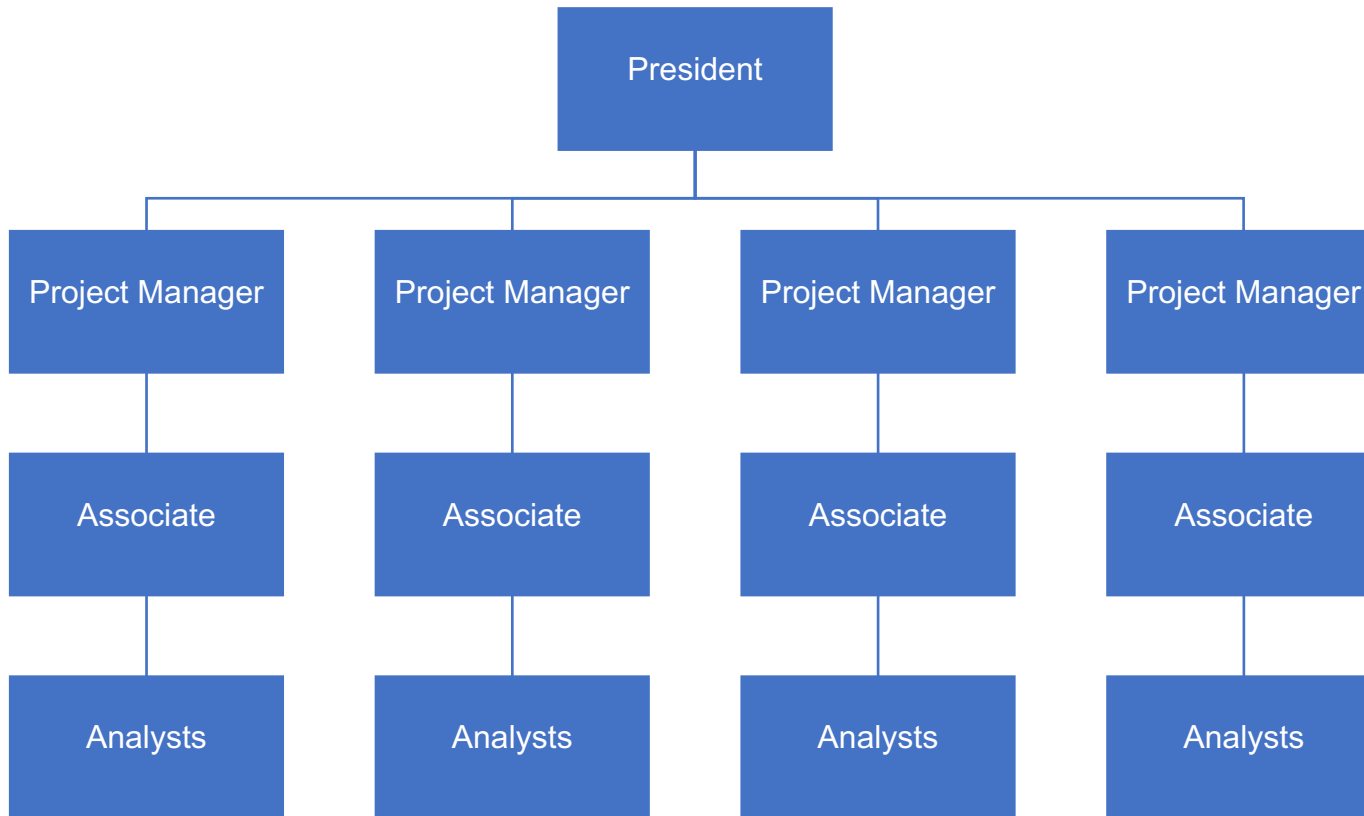 President
Project Manager
Project Manager
Project Manager
Project Manager
Associate
Associate
Associate
Associate
Analysts
Analysts
Analysts
Analysts